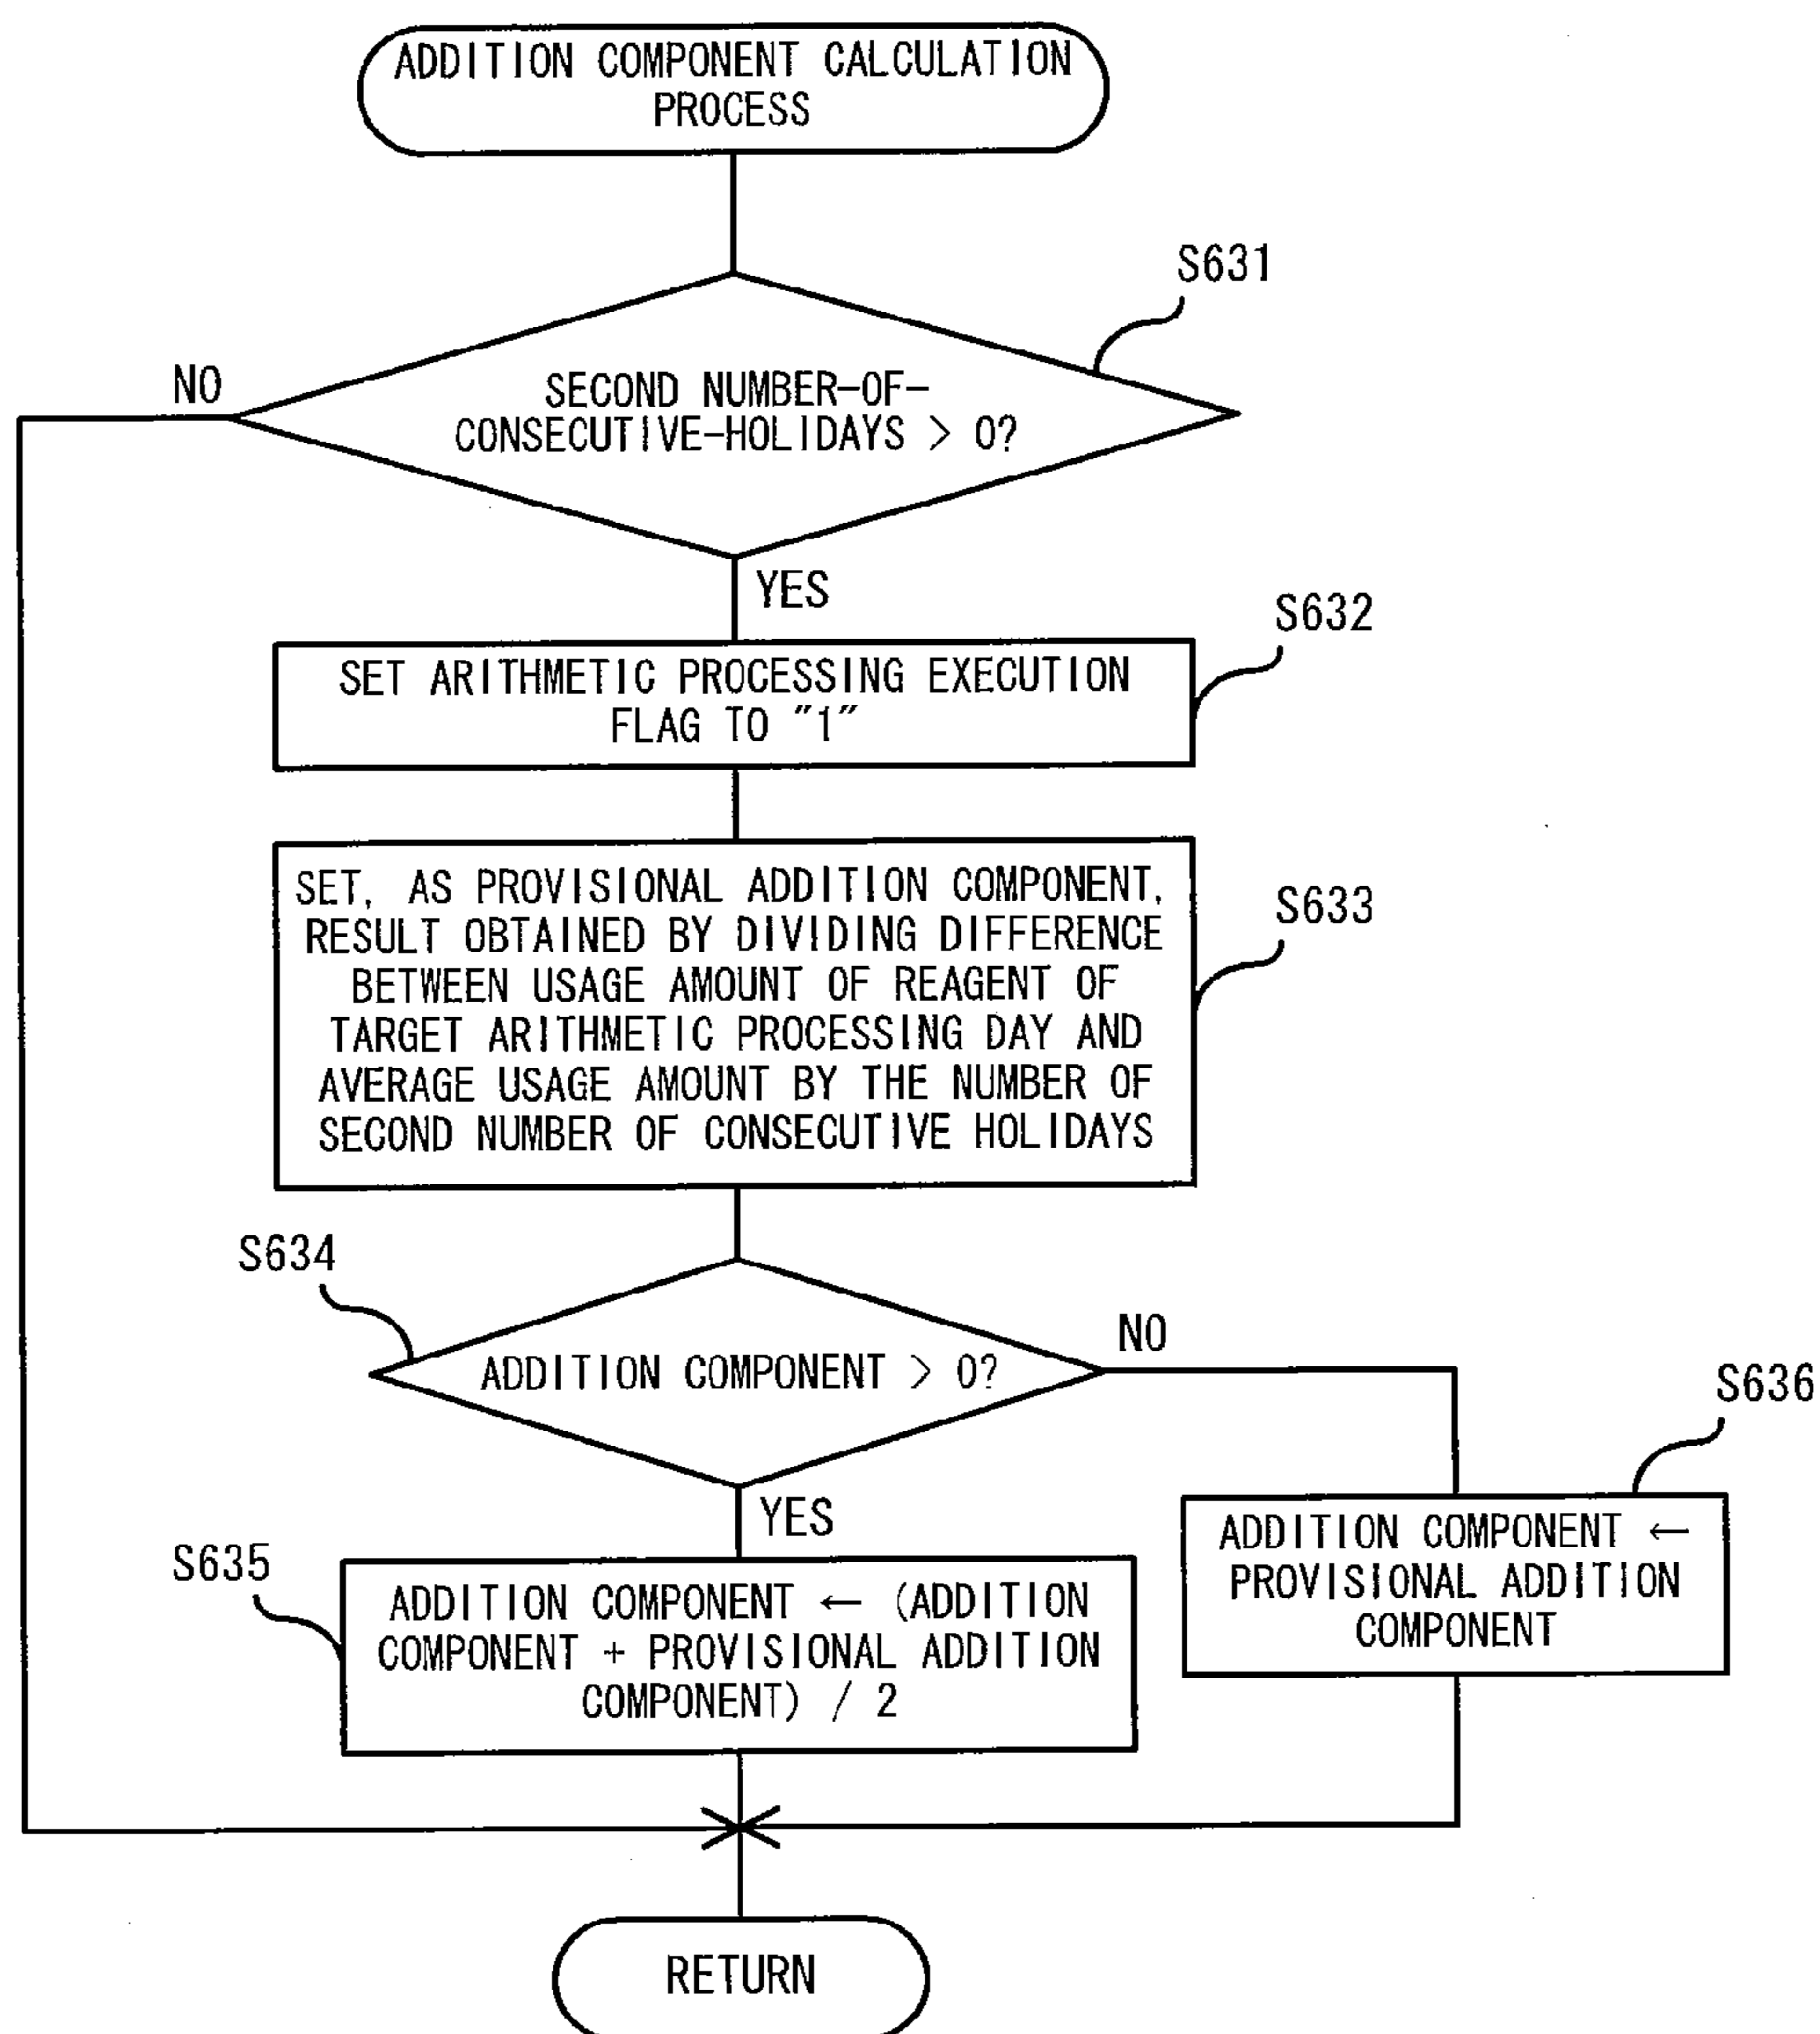 ADDITION COMPONENT CALCULATION
PROCESS
S631
NO
SECOND NUMBER-OF-
CONSECUTIVE-HOLIDAYS > 0?
YES
S632
SET ARITHMETIC PROCESSING EXECUTION
FLAG TO "1"
S633
SET, AS PROVISIONAL ADDITION COMPONENT,
RESULT OBTAINED BY DIVIDING DIFFERENCE
BETWEEN USAGE AMOUNT OF REAGENT OF
TARGET ARITHMETIC PROCESSING DAY AND
AVERAGE USAGE AMOUNT BY THE NUMBER OF
SECOND NUMBER OF CONSECUTIVE HOLIDAYS
S634
NO
ADDITION COMPONENT > 0?
S636
YES
ADDITION COMPONENT ←
PROVISIONAL ADDITION
COMPONENT
S635
ADDITION COMPONENT ← (ADDITION
COMPONENT + PROVISIONAL ADDITION
COMPONENT) / 2
RETURN